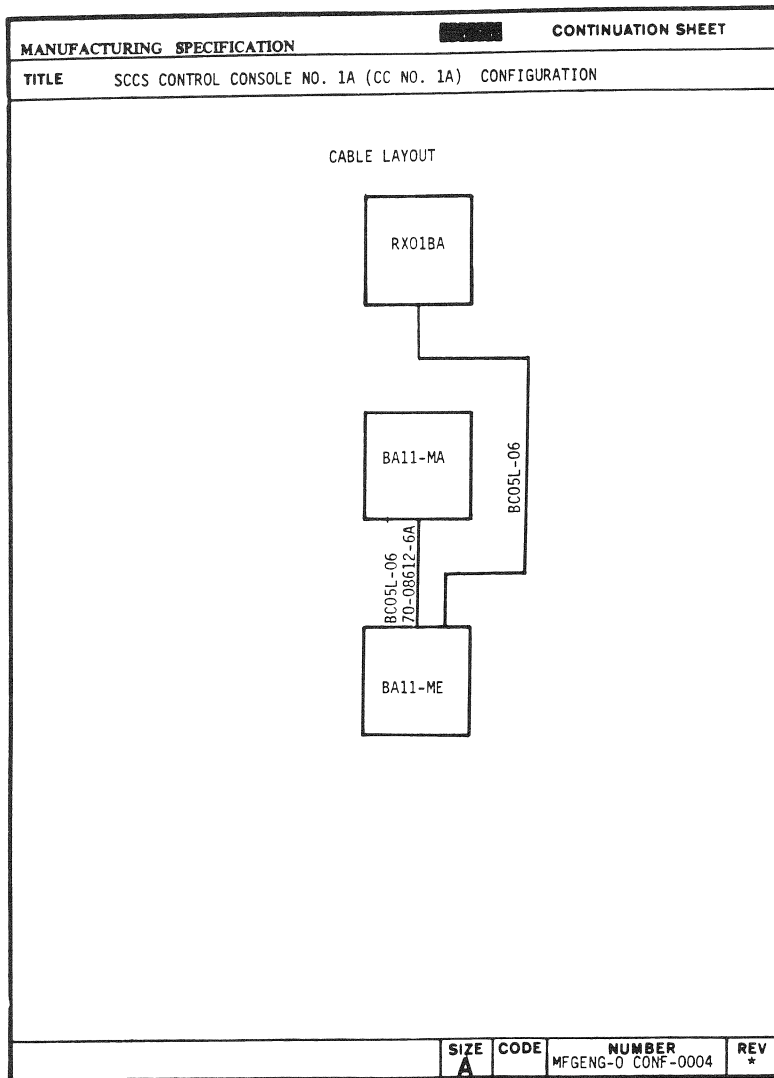 MANUFACTURING SPECIFICATION
CONTINUATION SHEET
TITLE SCCS CONTROL CONSOLE NO. 1A (CC NO. 1A) CONFIGURATION
CABLE LAYOUT
RX01BA
BA11-MA
BC05L-06
BC05L-06
70-08612-6A
BA11-ME
SIZE
A
CODE
NUMBER
MFGENG-0 CONF-0004
REV
*